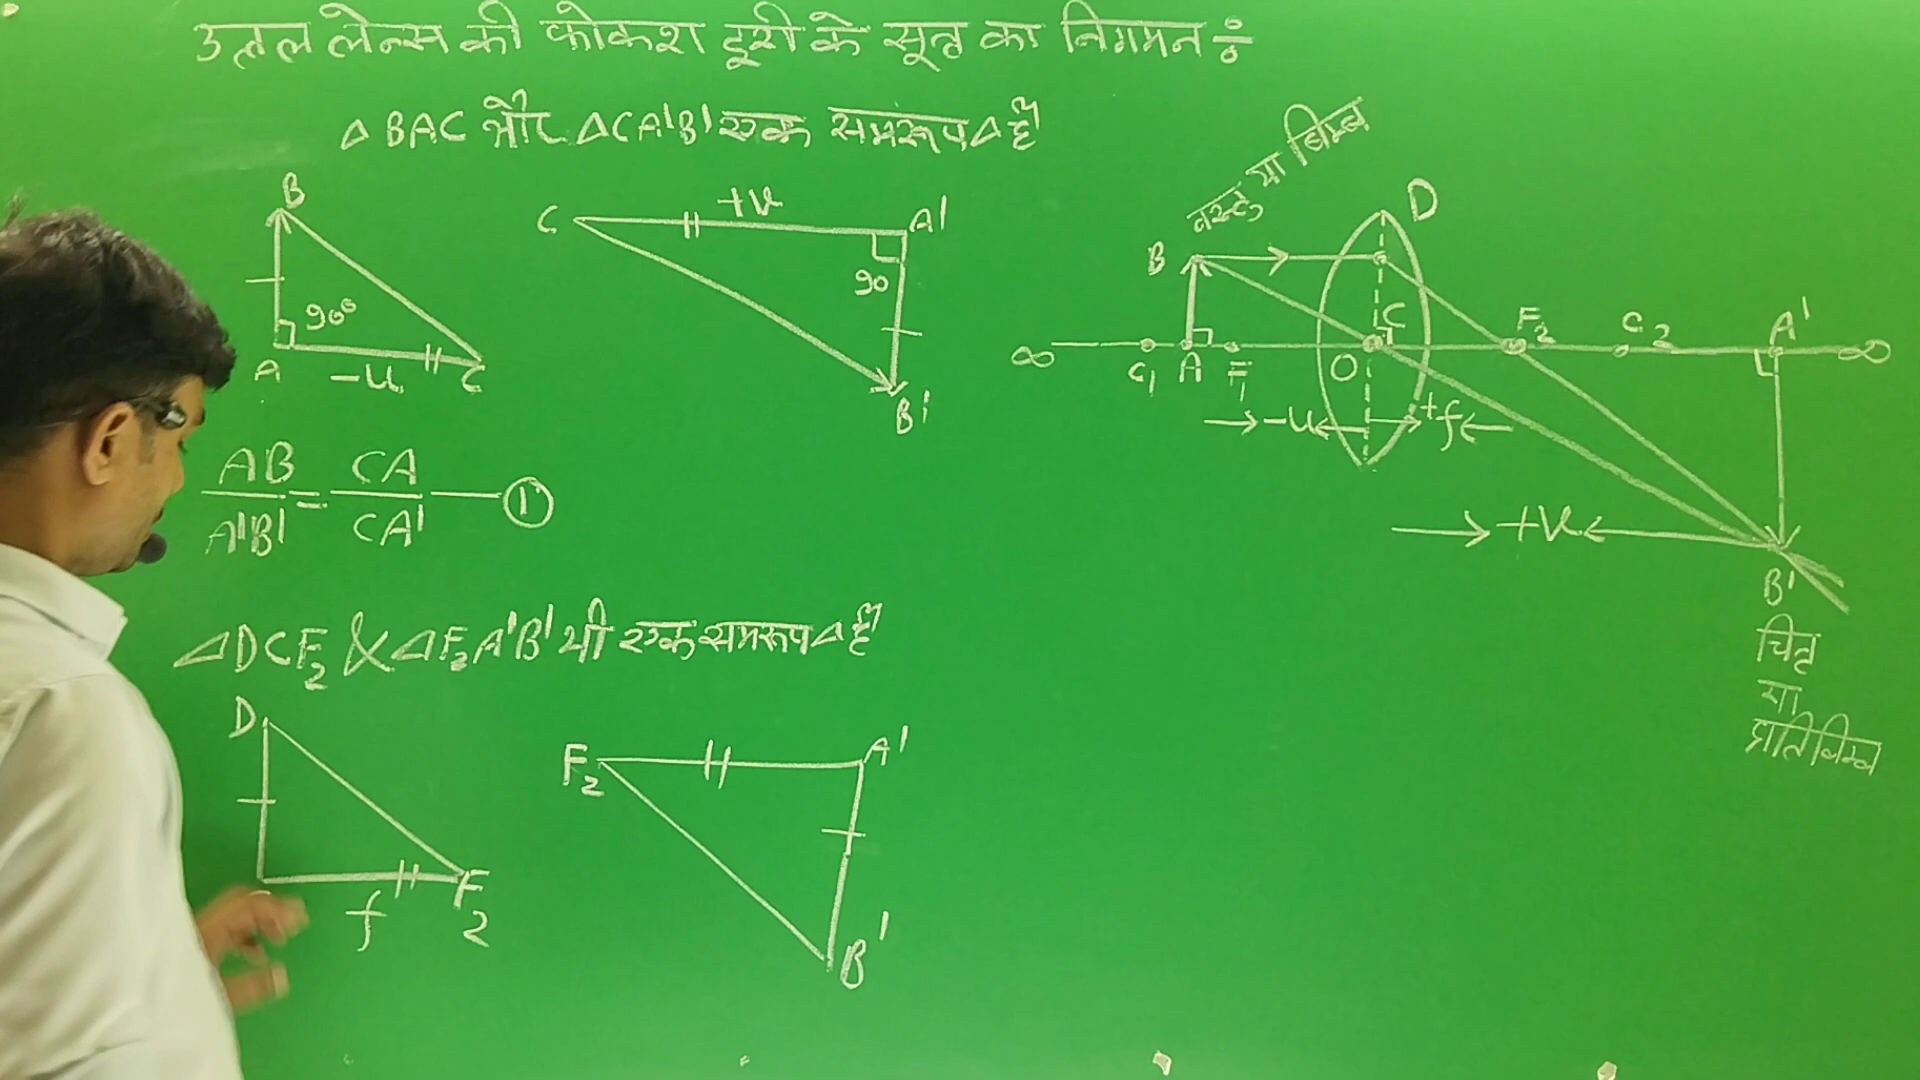 उत्तल लेन्स की फोकश दूरी के सूत्र का निगमन ÷
△BAC और △CA'B' एक समरूप △ है
B
90°
A
-u
C
C
+v
A'
90
B'
AB/A'B' = CA/CA' — ①
△DCF₂ & △F₂A'B' भी एक समरूप △ है
D
f
F₂
F₂
A'
B'
वस्तु या बिम्ब
D
B
C
F₂
C₂
A'
∞
C₁
A
F₁
O
∞
-u
+f
+v
B'
चित्र
या
प्रतिबिम्ब